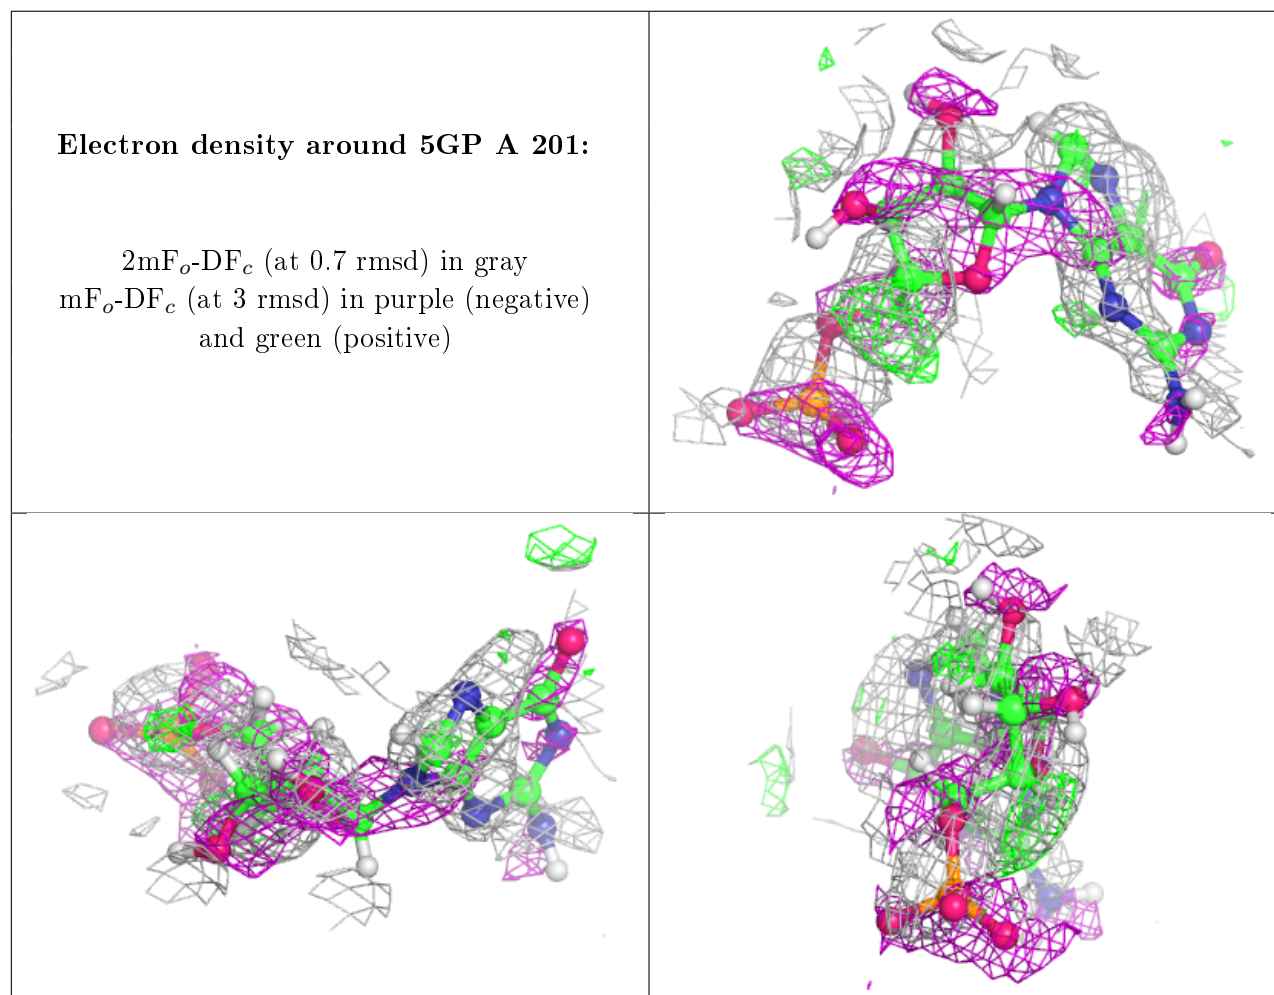 Electron density around 5GP A 201:
2mFo-DFc (at 0.7 rmsd) in gray
mFo-DFc (at 3 rmsd) in purple (negative)
and green (positive)